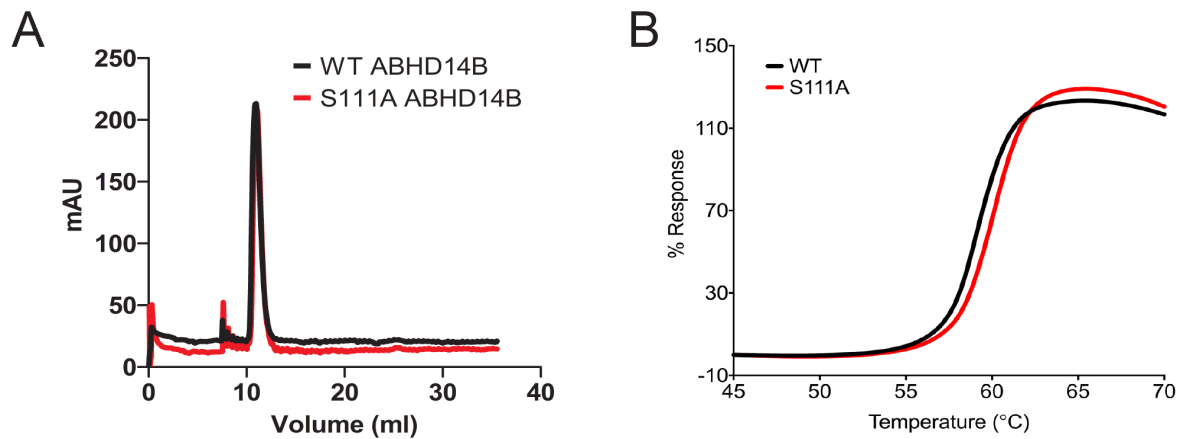 A
250
200
150
100
50
0
mAU
WT ABHD14B
S111A ABHD14B
0 10 20 30 40
Volume (ml)
B
150
110
70
30
-10
% Response
WT
S111A
45 50 55 60 65 70
Temperature (°C)